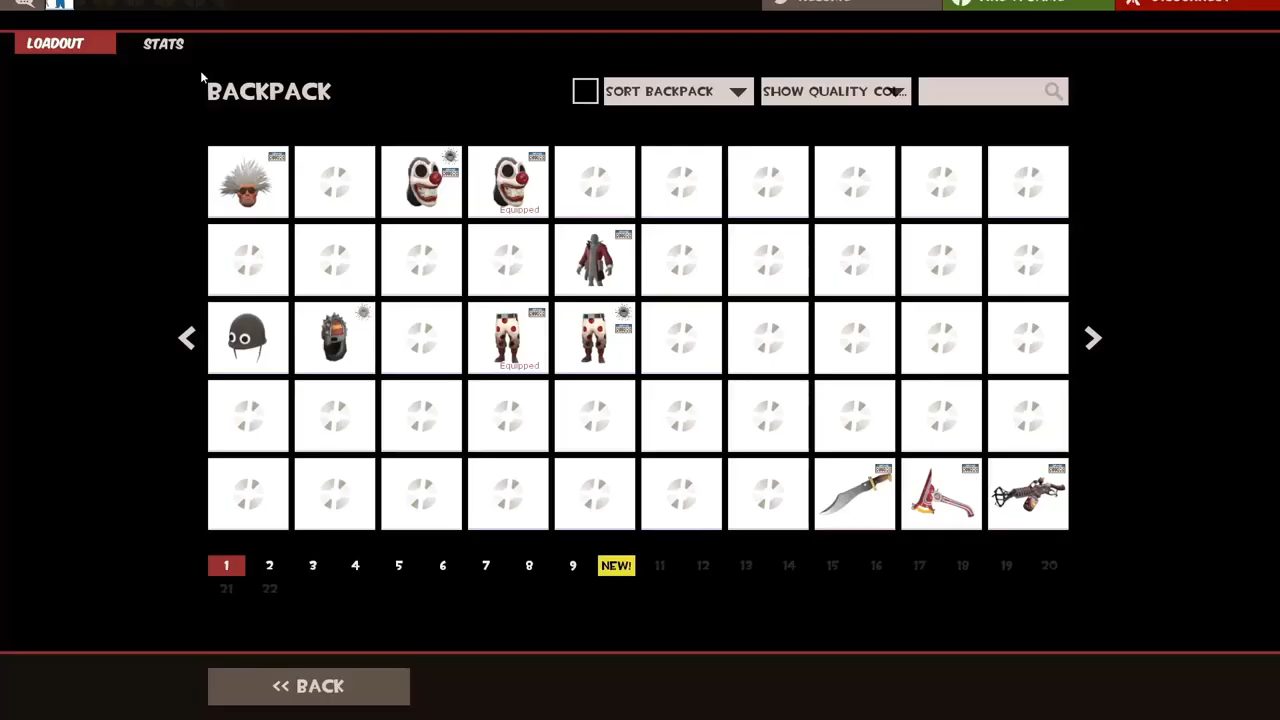 LOADOUT STATS
BACKPACK
SORT BACKPACK SHOW QUALITY CO...
Equipped
Equipped
1 2 3 4 5 6 7 8 9 NEW! 11 12 13 14 15 16 17 18 19 20
21 22
<< BACK